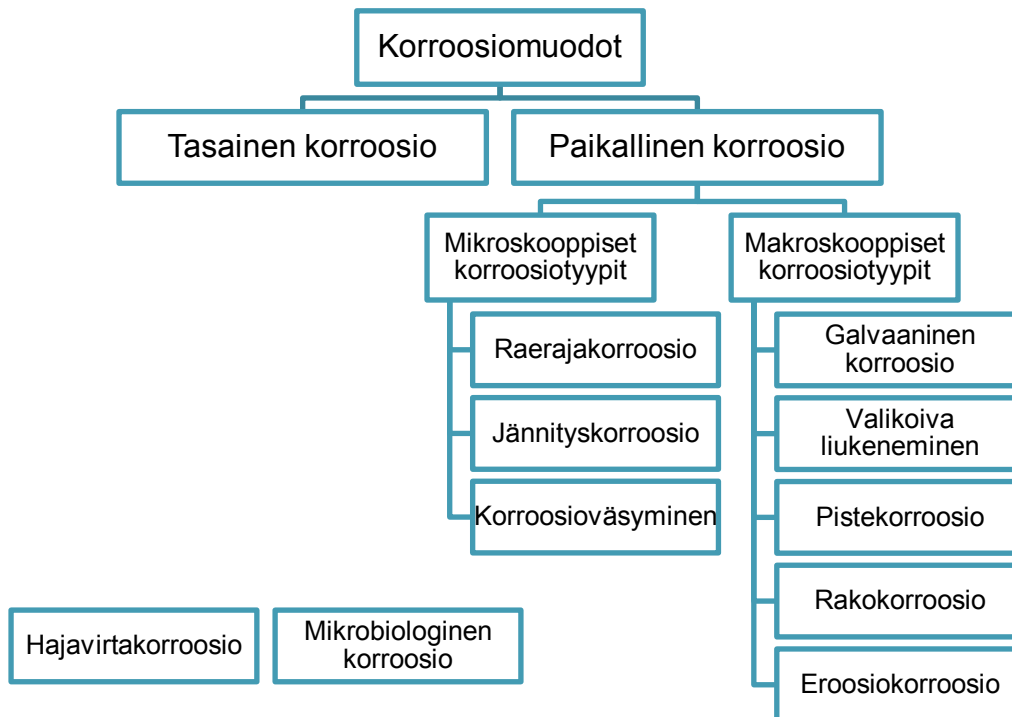 Korroosiomuodot
Tasainen korroosio
Paikallinen korroosio
Mikroskooppiset
korroosiotyypit
Makroskooppiset
korroosiotyypit
Raerajakorroosio
Jännityskorroosio
Korroosioväsyminen
Galvaaninen
korroosio
Valikoiva
liukeneminen
Pistekorroosio
Rakokorroosio
Eroosiokorroosio
Hajavirtakorroosio
Mikrobiologinen
korroosio